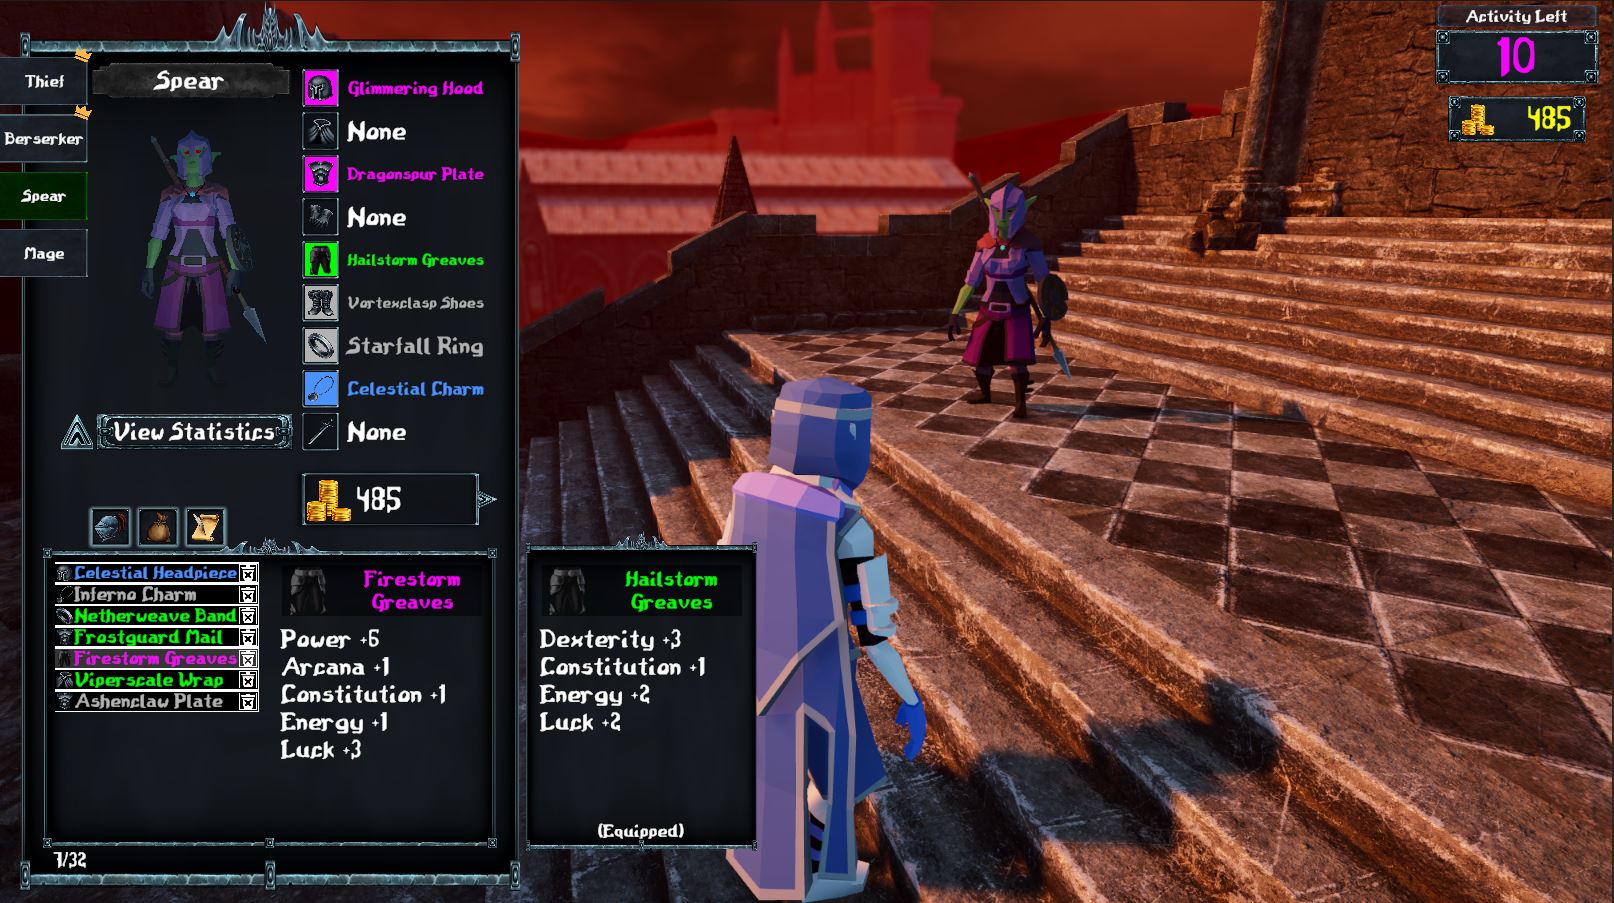 Activity Left
10
485
Thief
Berserker
Spear
Mage
Spear
Glimmering Hood
None
Dragonspur Plate
None
Hailstorm Greaves
Vortexclasp Shoes
Starfall Ring
Celestial Charm
None
View Statistics
485
Celestial Headpiece
Inferno Charm
Netherweave Band
Frostguard Mail
Firestorm Greaves
Viperscale Wrap
Ashenclaw Plate
7/32
Firestorm
Greaves
Power +6
Arcana +1
Constitution +1
Energy +1
Luck +3
Hailstorm
Greaves
Dexterity +3
Constitution +1
Energy +2
Luck +2
(Equipped)